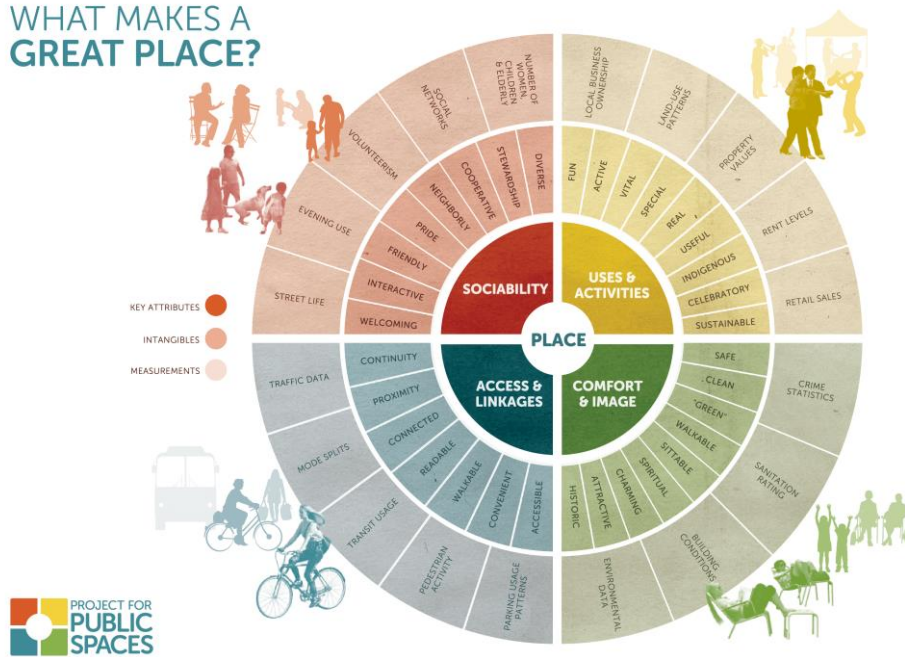 WHAT MAKES A
GREAT PLACE?
KEY ATTRIBUTES
INTANGIBLES
MEASUREMENTS
PLACE
SOCIABILITY
WELCOMING
INTERACTIVE
FRIENDLY
PRIDE
NEIGHBORLY
COOPERATIVE
STEWARDSHIP
DIVERSE
STREET LIFE
EVENING USE
VOLUNTEERISM
SOCIAL
NETWORKS
NUMBER OF
WOMEN,
CHILDREN
& ELDERLY
USES &
ACTIVITIES
FUN
ACTIVE
VITAL
SPECIAL
REAL
USEFUL
INDIGENOUS
CELEBRATORY
SUSTAINABLE
LOCAL BUSINESS
OWNERSHIP
LAND-USE
PATTERNS
PROPERTY
VALUES
RENT LEVELS
RETAIL SALES
ACCESS &
LINKAGES
CONTINUITY
PROXIMITY
CONNECTED
READABLE
WALKABLE
CONVENIENT
ACCESSIBLE
TRAFFIC DATA
MODE SPLITS
TRANSIT USAGE
PEDESTRIAN
ACTIVITY
PARKING USAGE
PATTERNS
COMFORT
& IMAGE
SAFE
CLEAN
"GREEN"
WALKABLE
SITTABLE
SPIRITUAL
CHARMING
ATTRACTIVE
HISTORIC
CRIME
STATISTICS
SANITATION
RATING
BUILDING
CONDITIONS
ENVIRONMENTAL
DATA
PROJECT FOR
PUBLIC
SPACES